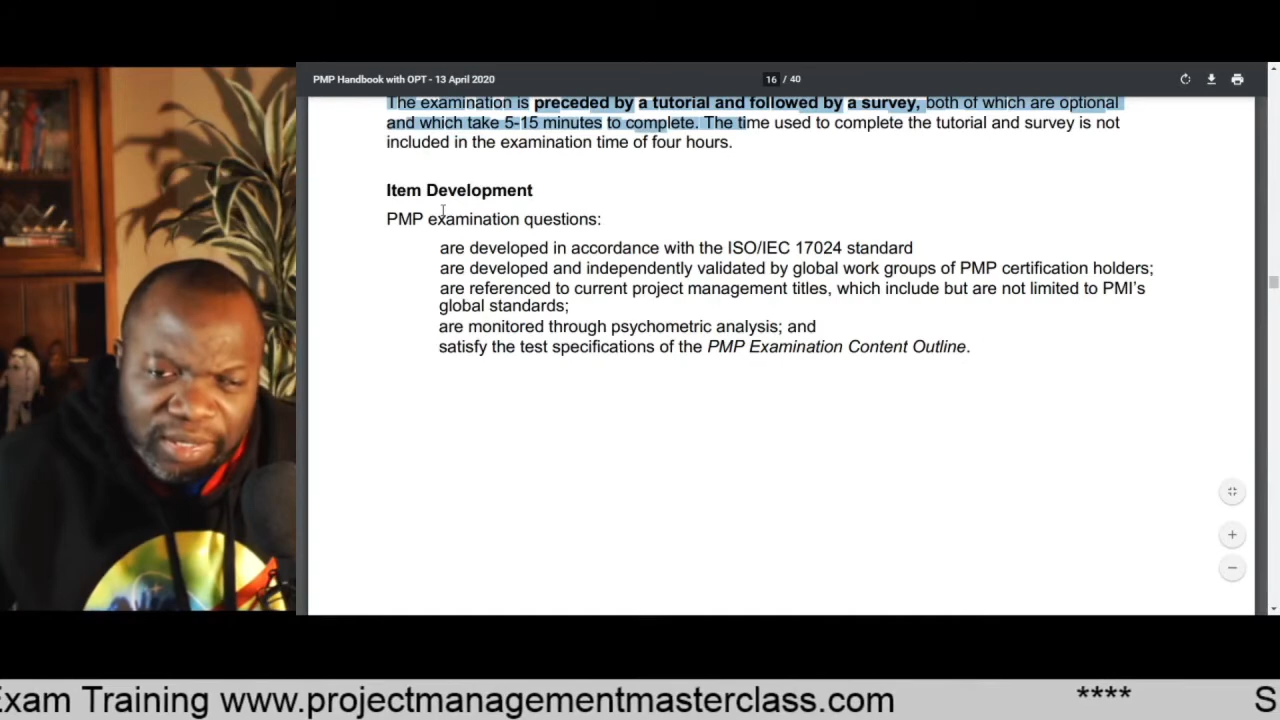 PMP Handbook with OPT - 13 April 2020
16 / 40
The examination is preceded by a tutorial and followed by a survey, both of which are optional
and which take 5-15 minutes to complete. The time used to complete the tutorial and survey is not
included in the examination time of four hours.
Item Development
PMP examination questions:
are developed in accordance with the ISO/IEC 17024 standard
are developed and independently validated by global work groups of PMP certification holders;
are referenced to current project management titles, which include but are not limited to PMI's
global standards;
are monitored through psychometric analysis; and
satisfy the test specifications of the PMP Examination Content Outline.
Exam Training www.projectmanagementmasterclass.com **** S